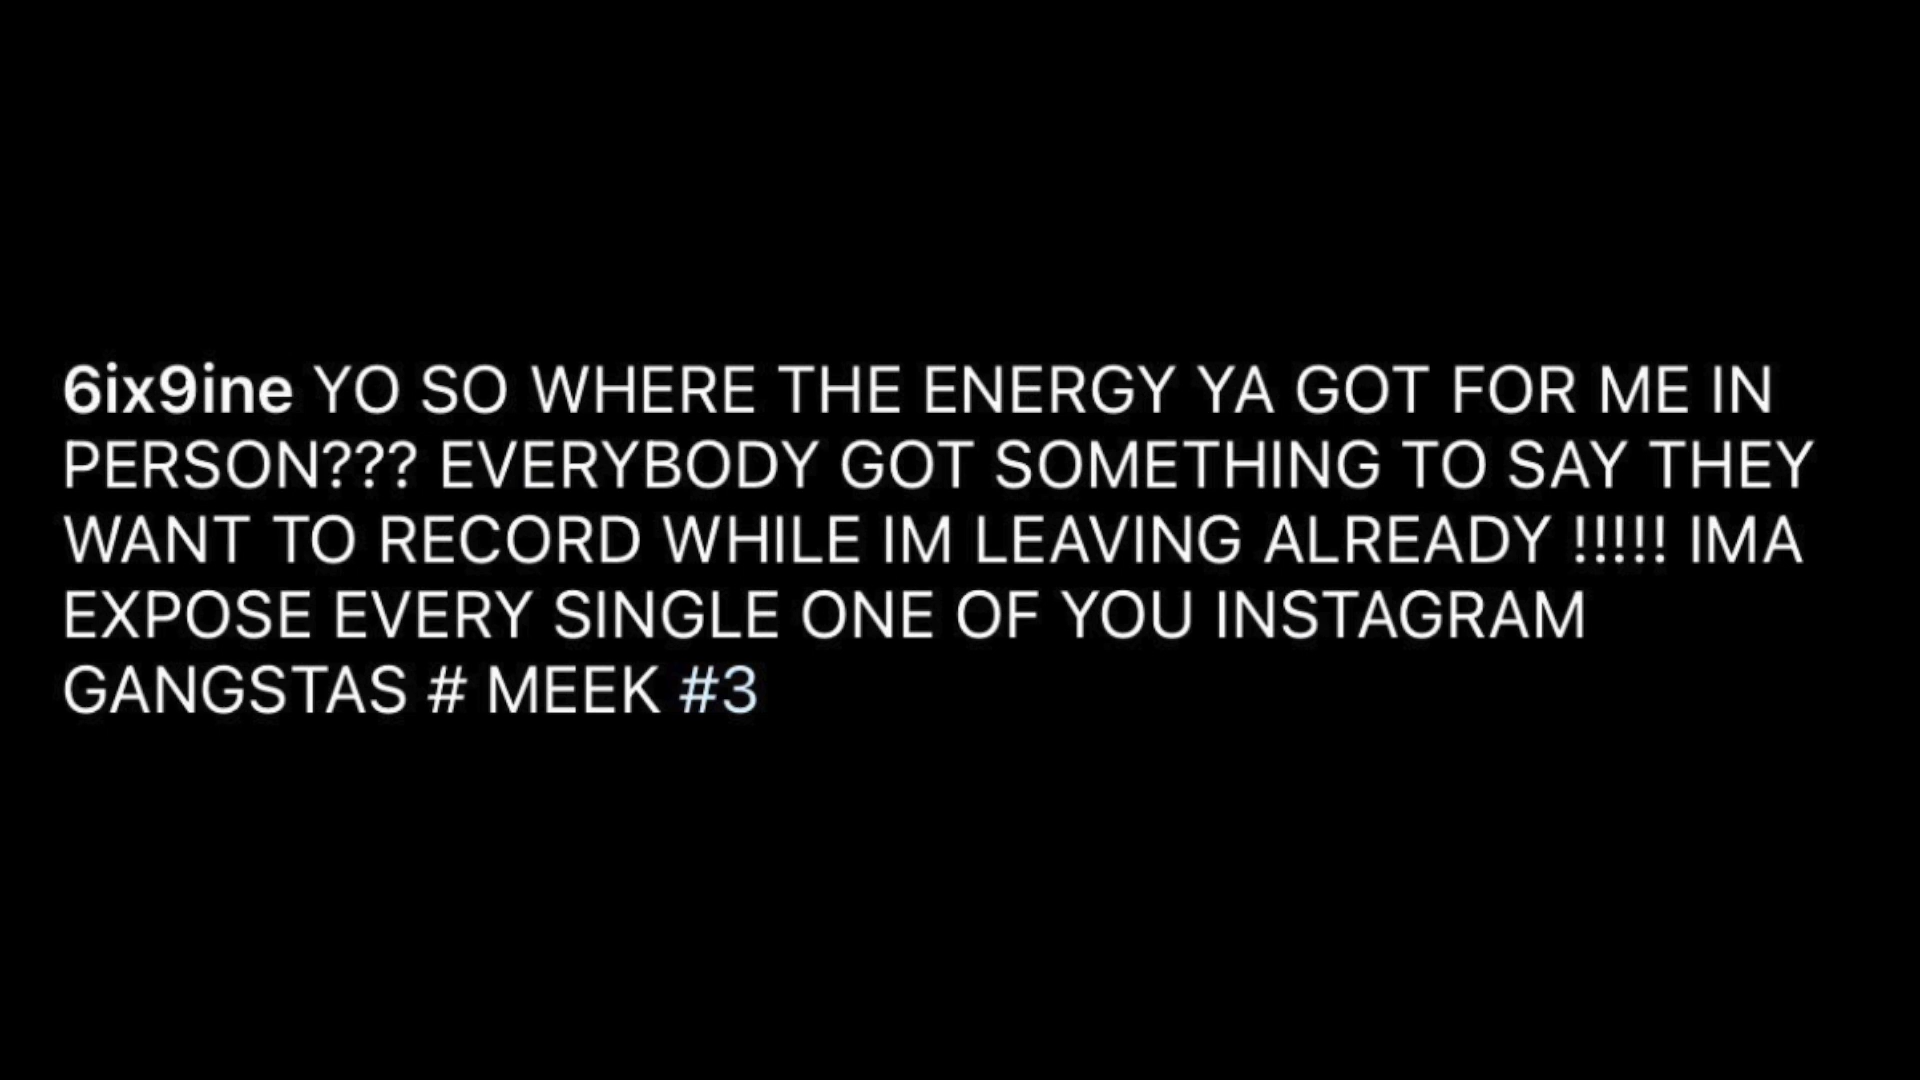 6ix9ine YO SO WHERE THE ENERGY YA GOT FOR ME IN
PERSON??? EVERYBODY GOT SOMETHING TO SAY THEY
WANT TO RECORD WHILE IM LEAVING ALREADY !!!!! IMA
EXPOSE EVERY SINGLE ONE OF YOU INSTAGRAM
GANGSTAS # MEEK #3